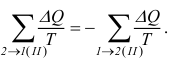 ∑_{2→1(II)} ΔQ/T = − ∑_{1→2(II)} ΔQ/T .